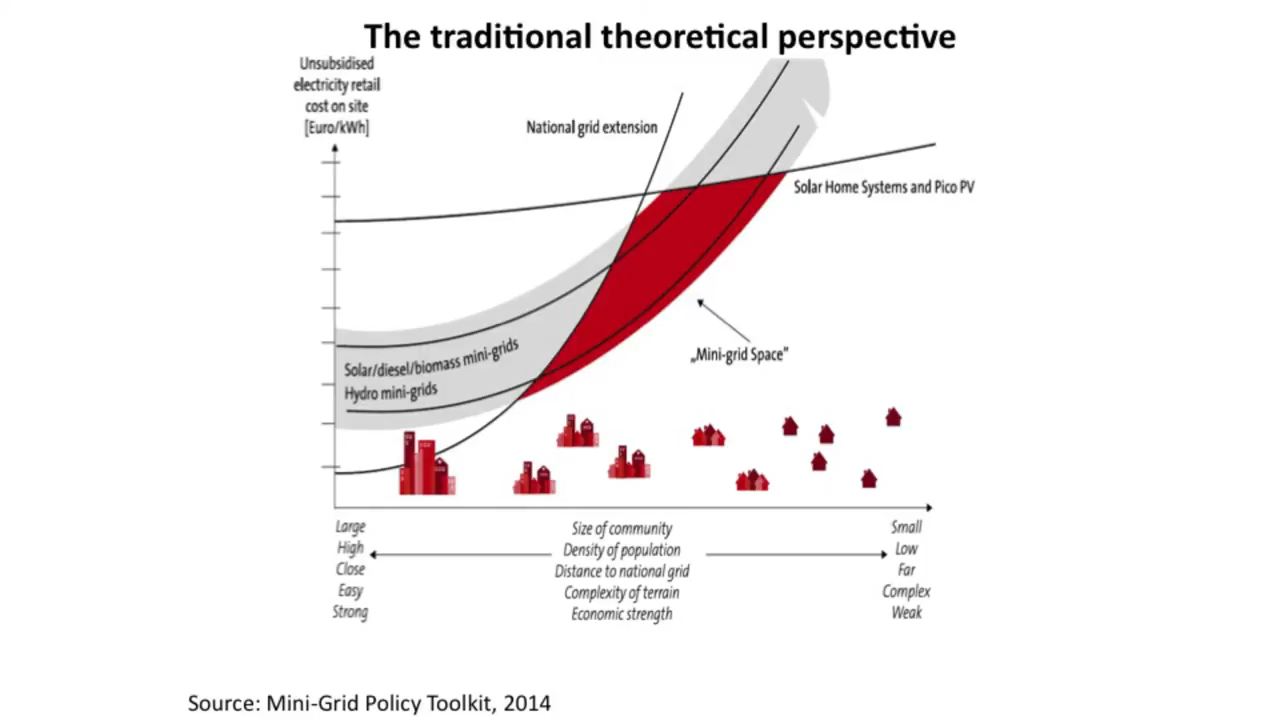 The traditional theoretical perspective
Unsubsidised
electricity retail
cost on site
[Euro/kWh]
National grid extension
Solar Home Systems and Pico PV
„Mini-grid Space“
Solar/diesel/biomass mini-grids
Hydro mini-grids
Large
High
Close
Easy
Strong
Size of community
Density of population
Distance to national grid
Complexity of terrain
Economic strength
Small
Low
Far
Complex
Weak
Source: Mini-Grid Policy Toolkit, 2014